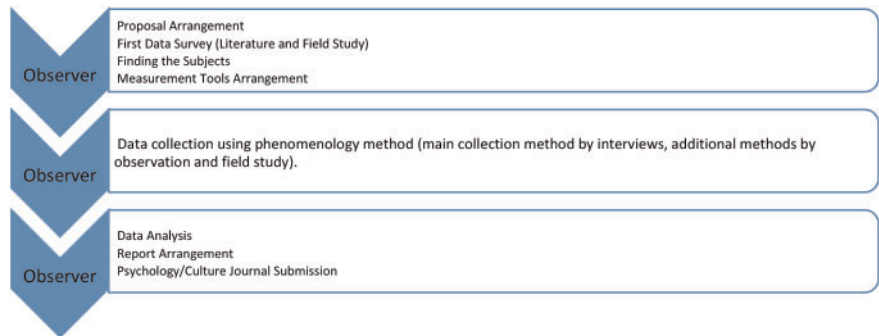 Observer
Proposal Arrangement
First Data Survey (Literature and Field Study)
Finding the Subjects
Measurement Tools Arrangement
Observer
Data collection using phenomenology method (main collection method by interviews, additional methods by
observation and field study).
Observer
Data Analysis
Report Arrangement
Psychology/Culture Journal Submission